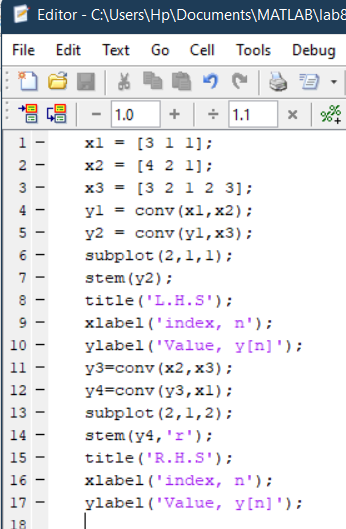 Editor - C:\Users\Hp\Documents\MATLAB\lab8
File Edit Text Go Cell Tools Debug
− 1.0 + ÷ 1.1 ×
1 − x1 = [3 1 1];
2 − x2 = [4 2 1];
3 − x3 = [3 2 1 2 3];
4 − y1 = conv(x1,x2);
5 − y2 = conv(y1,x3);
6 − subplot(2,1,1);
7 − stem(y2);
8 − title('L.H.S');
9 − xlabel('index, n');
10 − ylabel('Value, y[n]');
11 − y3=conv(x2,x3);
12 − y4=conv(y3,x1);
13 − subplot(2,1,2);
14 − stem(y4,'r');
15 − title('R.H.S');
16 − xlabel('index, n');
17 − ylabel('Value, y[n]');
18